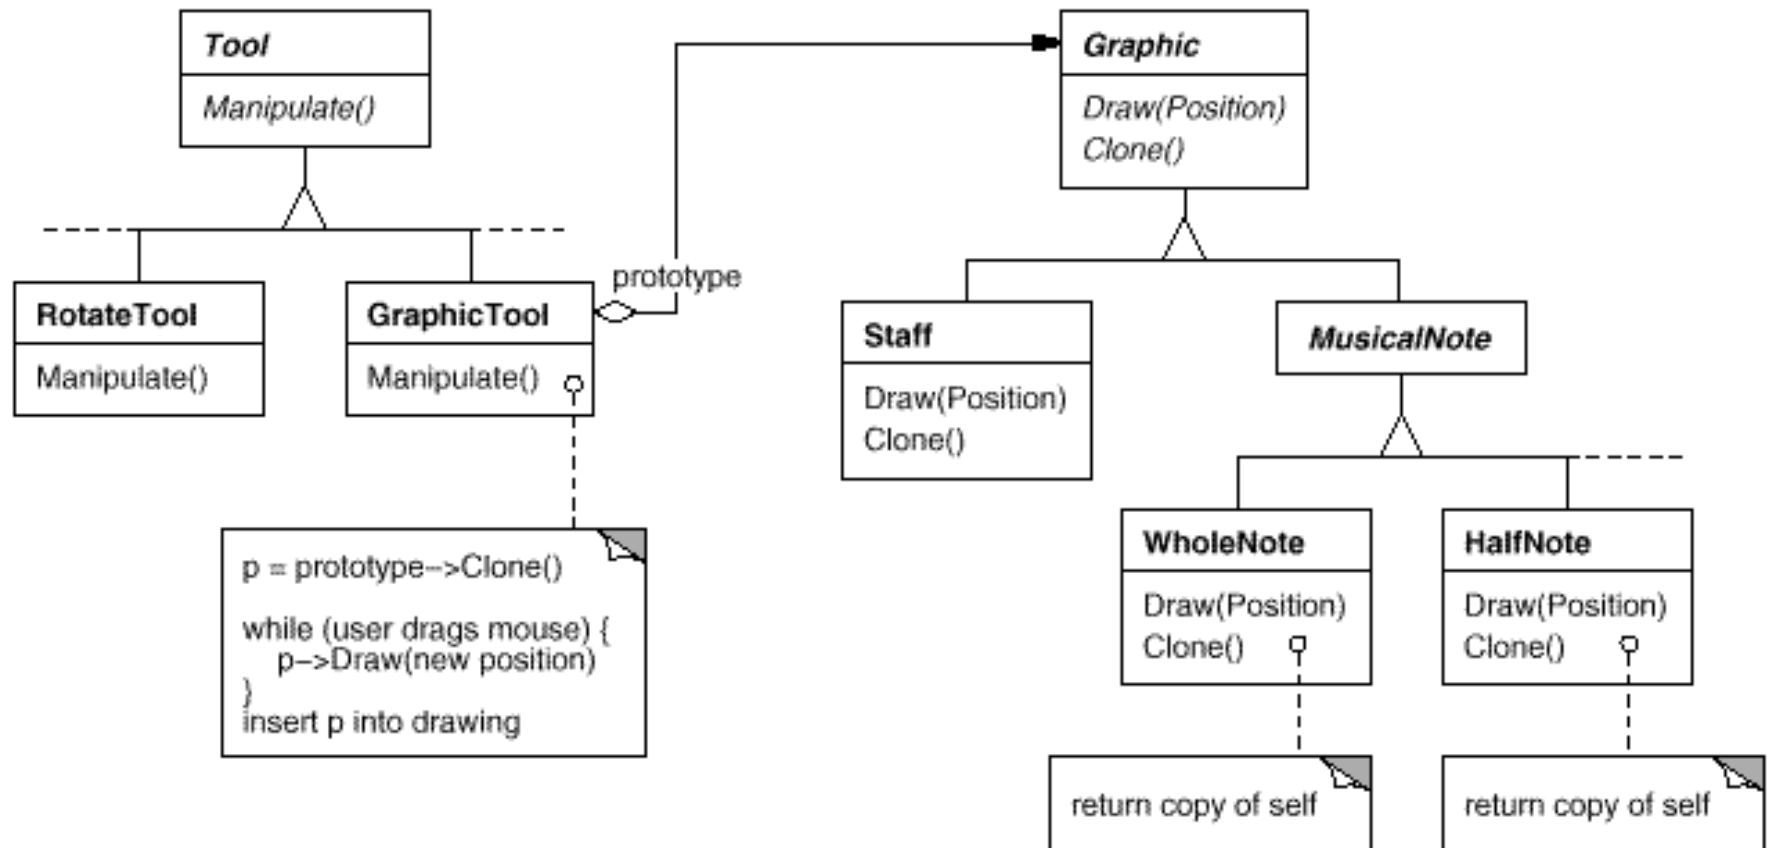 Tool
Manipulate()
Graphic
Draw(Position)
Clone()
prototype
RotateTool
Manipulate()
GraphicTool
Manipulate()
Staff
Draw(Position)
Clone()
MusicalNote
WholeNote
Draw(Position)
Clone()
HalfNote
Draw(Position)
Clone()
p = prototype–>Clone()
while (user drags mouse) {
p–>Draw(new position)
}
insert p into drawing
return copy of self
return copy of self